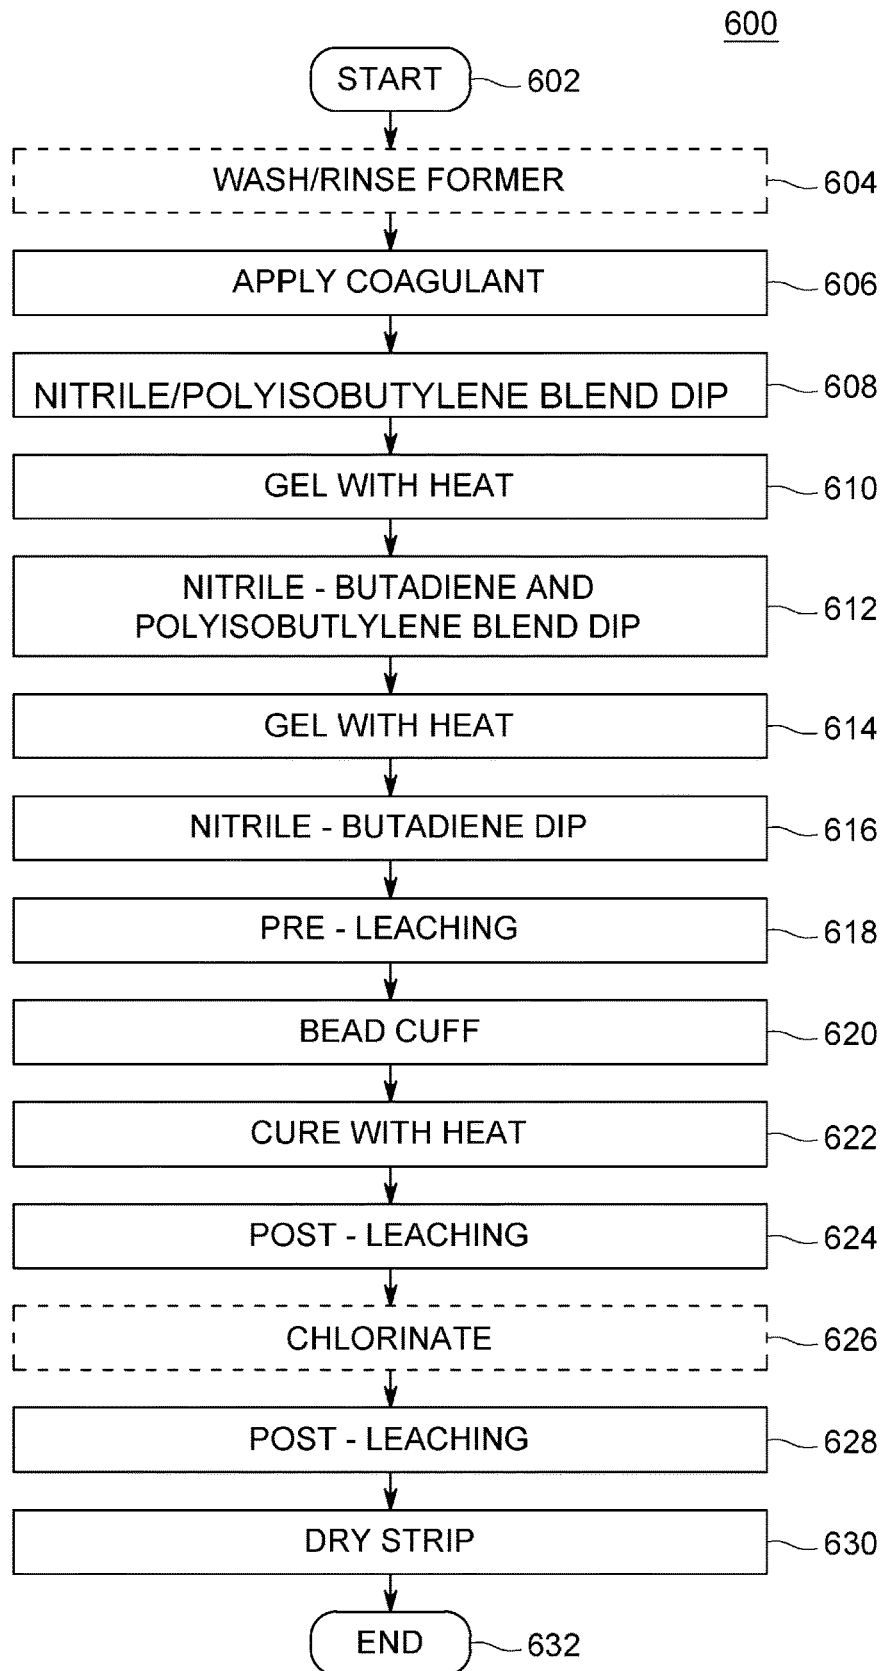 600
START 602
WASH/RINSE FORMER 604
APPLY COAGULANT 606
NITRILE/POLYISOBUTYLENE BLEND DIP 608
GEL WITH HEAT 610
NITRILE - BUTADIENE AND
POLYISOBUTLYLENE BLEND DIP 612
GEL WITH HEAT 614
NITRILE - BUTADIENE DIP 616
PRE - LEACHING 618
BEAD CUFF 620
CURE WITH HEAT 622
POST - LEACHING 624
CHLORINATE 626
POST - LEACHING 628
DRY STRIP 630
END 632